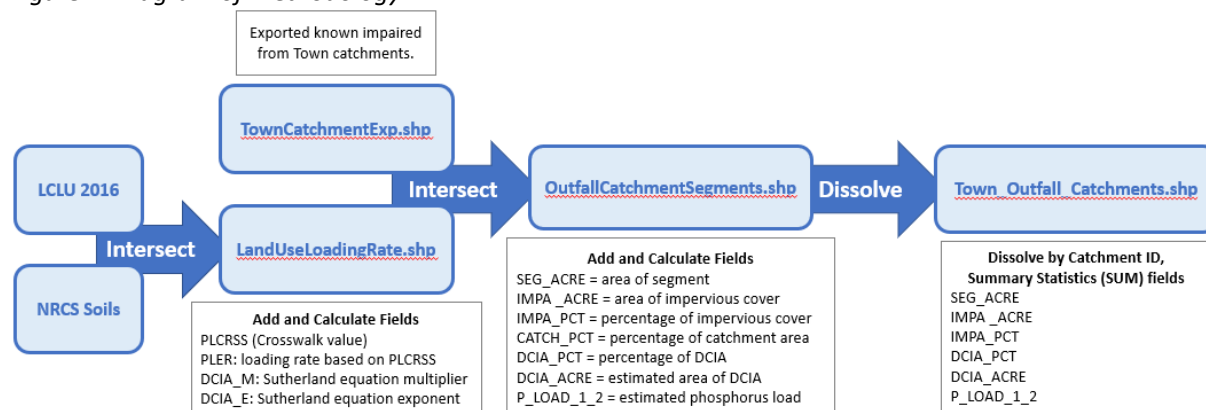 Exported known impaired
from Town catchments.
TownCatchmentExp.shp
LCLU 2016
Intersect
OutfallCatchmentSegments.shp
Dissolve
Town_Outfall_Catchments.shp
Intersect
LandUseLoadingRate.shp
NRCS Soils
Add and Calculate Fields
PLCRSS (Crosswalk value)
PLER: loading rate based on PLCRSS
DCIA_M: Sutherland equation multiplier
DCIA_E: Sutherland equation exponent
Add and Calculate Fields
SEG_ACRE = area of segment
IMPA _ACRE = area of impervious cover
IMPA_PCT = percentage of impervious cover
CATCH_PCT = percentage of catchment area
DCIA_PCT = percentage of DCIA
DCIA_ACRE = estimated area of DCIA
P_LOAD_1_2 = estimated phosphorus load
Dissolve by Catchment ID,
Summary Statistics (SUM) fields
SEG_ACRE
IMPA _ACRE
IMPA_PCT
DCIA_PCT
DCIA_ACRE
P_LOAD_1_2